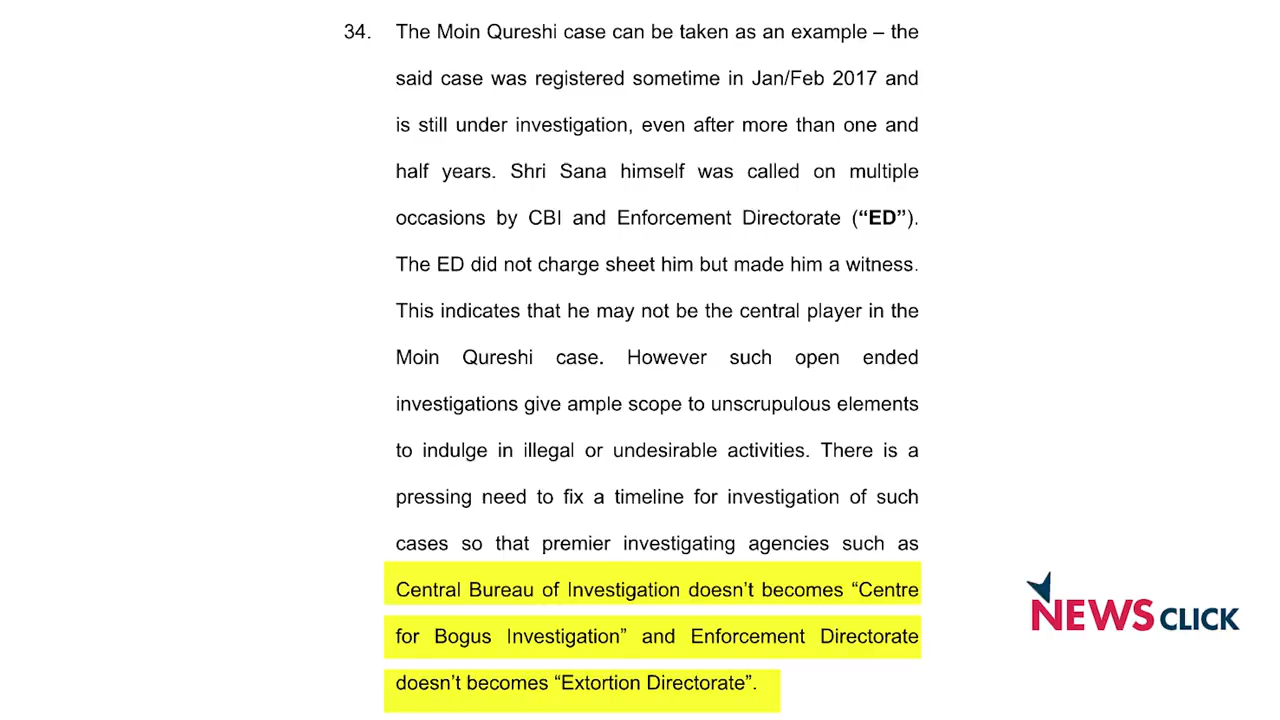 34. The Moin Qureshi case can be taken as an example – the
said case was registered sometime in Jan/Feb 2017 and
is still under investigation, even after more than one and
half years. Shri Sana himself was called on multiple
occasions by CBI and Enforcement Directorate (“ED”).
The ED did not charge sheet him but made him a witness.
This indicates that he may not be the central player in the
Moin Qureshi case. However such open ended
investigations give ample scope to unscrupulous elements
to indulge in illegal or undesirable activities. There is a
pressing need to fix a timeline for investigation of such
cases so that premier investigating agencies such as
Central Bureau of Investigation doesn’t becomes “Centre
for Bogus Investigation” and Enforcement Directorate
doesn’t becomes “Extortion Directorate”.
NEWSCLICK